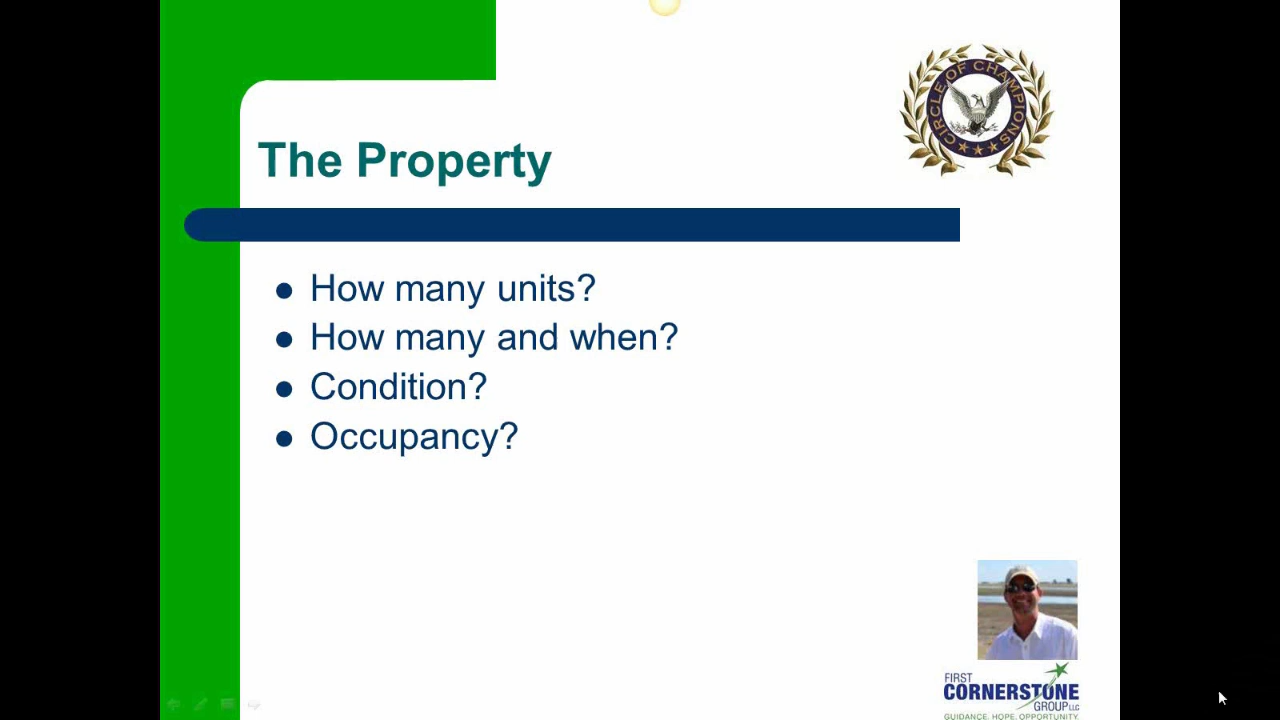 CIRCLE OF CHAMPIONS
The Property
How many units?
How many and when?
Condition?
Occupancy?
FIRST
CORNERSTONE
GROUP LLC
GUIDANCE. HOPE. OPPORTUNITY.